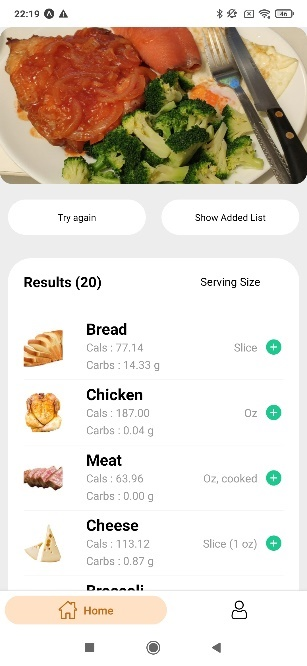 22:19
46
Try again
Show Added List
Results (20)
Serving Size
Bread
Cals : 77.14
Slice
Carbs : 14.33 g
Chicken
Cals : 187.00
Oz
Carbs : 0.04 g
Meat
Cals : 63.96
Oz, cooked
Carbs : 0.00 g
Cheese
Cals : 113.12
Slice (1 oz)
Carbs : 0.87 g
Broccoli
Home